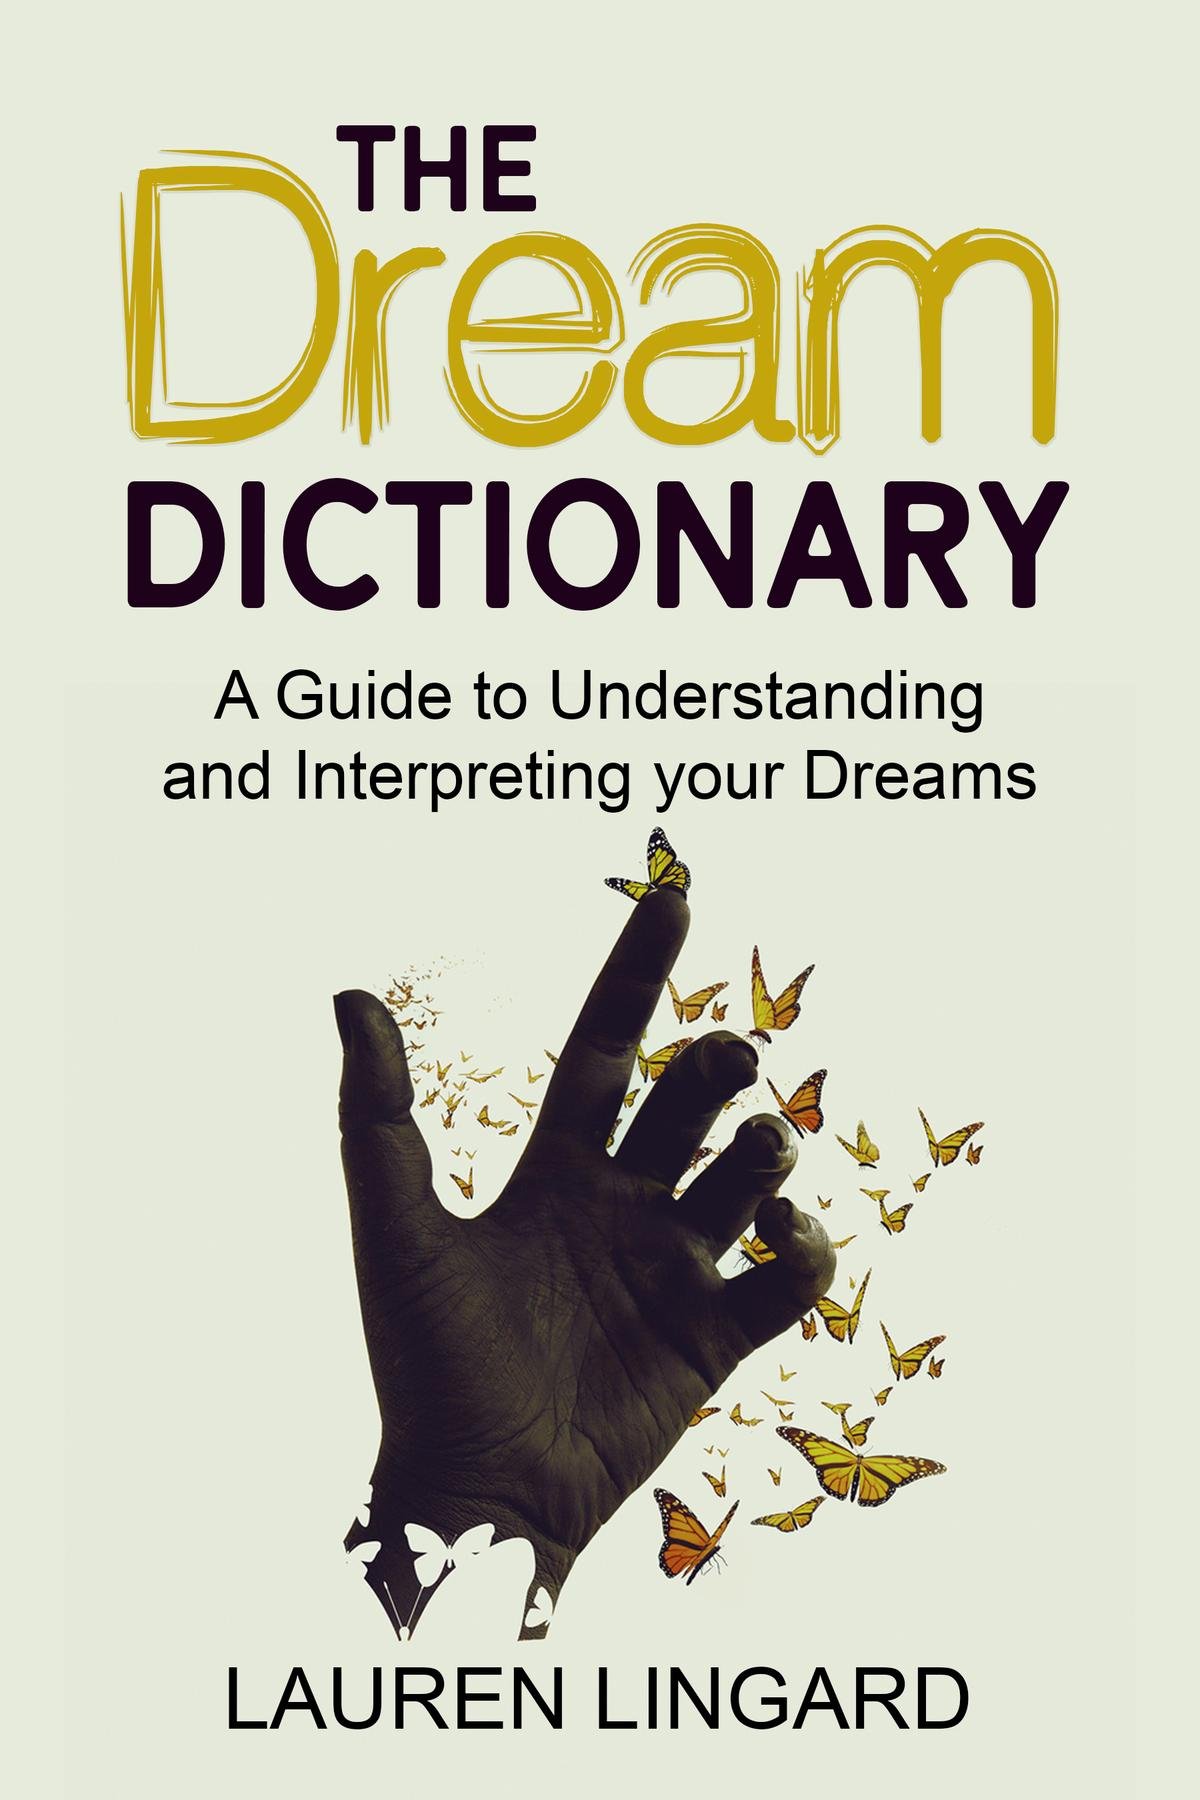 THE
Dream
DICTIONARY
A Guide to Understanding
and Interpreting your Dreams
LAUREN LINGARD